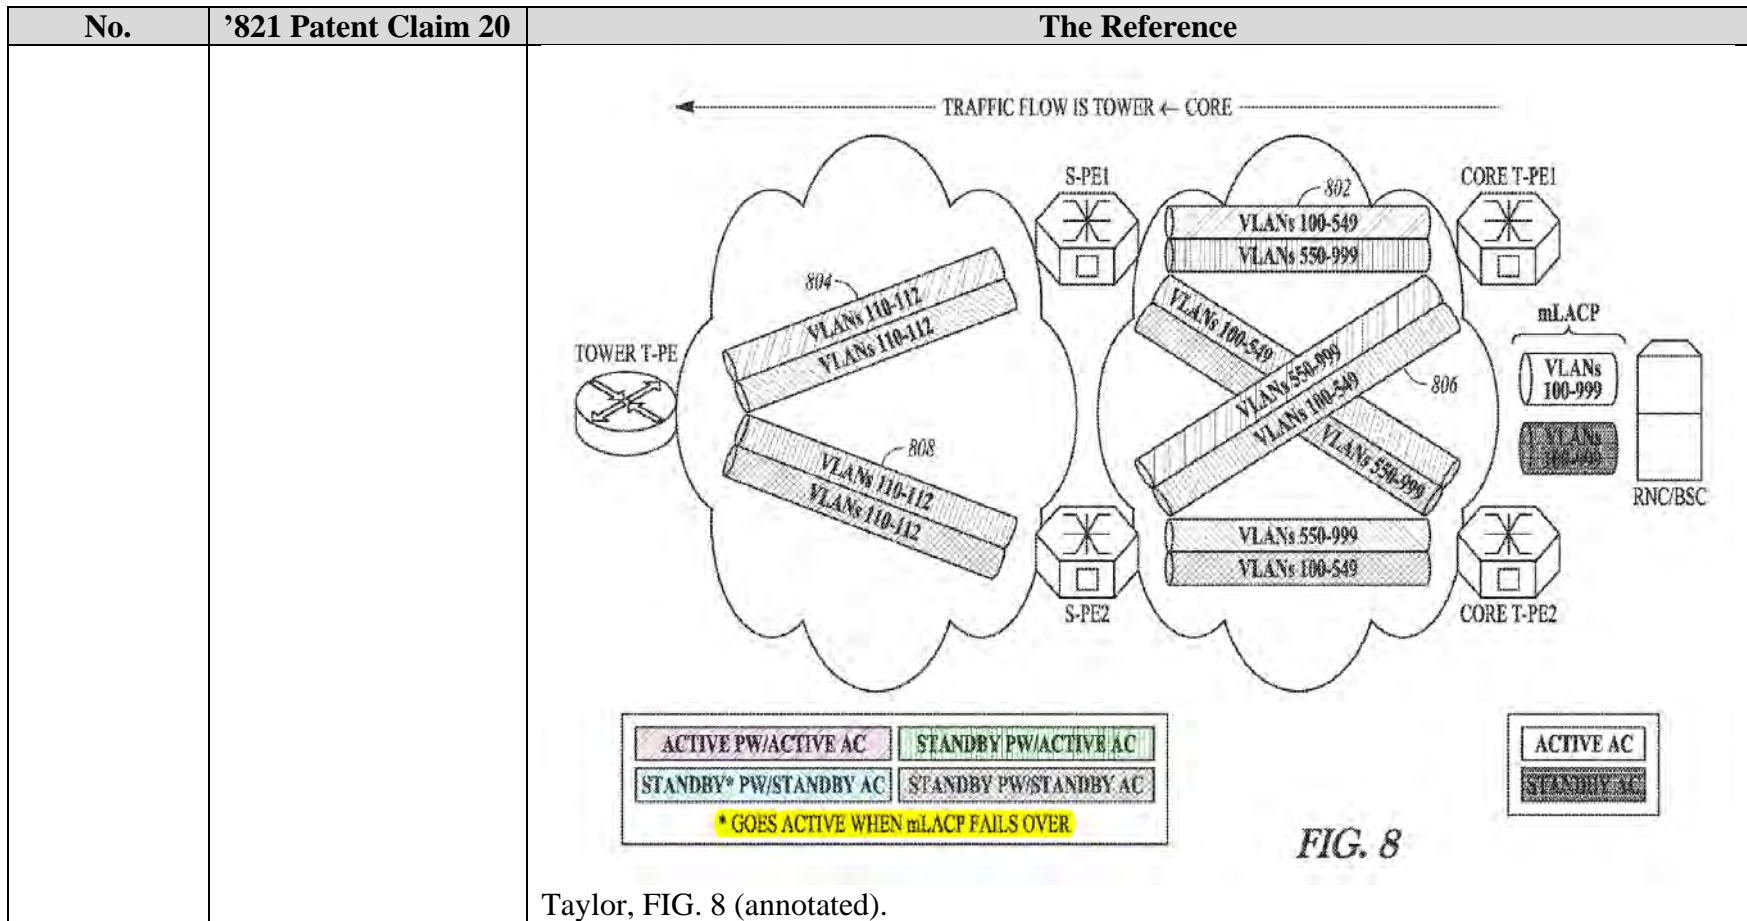 No. ’821 Patent Claim 20 The Reference
TRAFFIC FLOW IS TOWER ← CORE
S-PE1
802
CORE T-PE1
VLANs 100-549
VLANs 550-999
804
VLANs 110-112
VLANs 110-112
VLANs 100-549
VLANs 550-999
VLANs 550-999
VLANs 100-549
806
mLACP
VLANs
100-999
VLANs
100-999
RNC/BSC
TOWER T-PE
808
VLANs 110-112
VLANs 110-112
VLANs 550-999
VLANs 100-549
S-PE2
CORE T-PE2
ACTIVE PW/ACTIVE AC
STANDBY PW/ACTIVE AC
STANDBY* PW/STANDBY AC
STANDBY PW/STANDBY AC
* GOES ACTIVE WHEN mLACP FAILS OVER
ACTIVE AC
STANDBY AC
FIG. 8
Taylor, FIG. 8 (annotated).